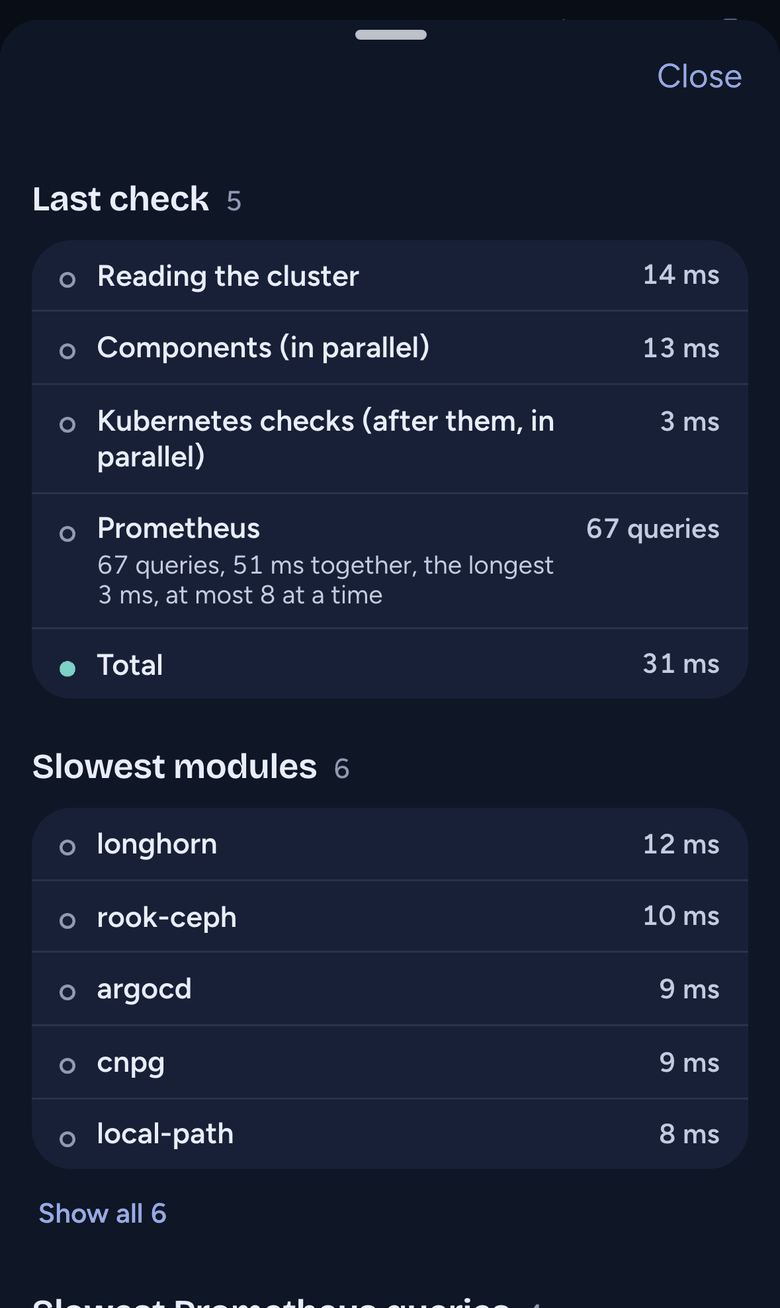 Close
Last check 5
Reading the cluster 14 ms
Components (in parallel) 13 ms
Kubernetes checks (after them, in 3 ms
parallel)
Prometheus 67 queries
67 queries, 51 ms together, the longest
3 ms, at most 8 at a time
Total 31 ms
Slowest modules 6
longhorn 12 ms
rook-ceph 10 ms
argocd 9 ms
cnpg 9 ms
local-path 8 ms
Show all 6
Slowest Prometheus queries